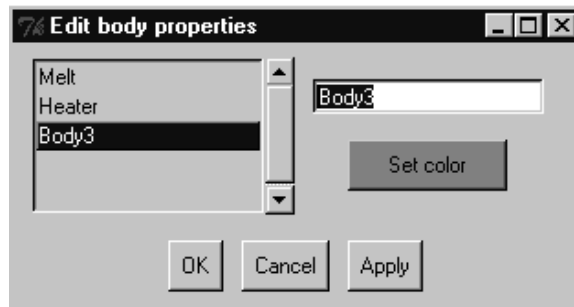 Edit body properties
Melt
Heater
Body3
Body3
Set color
OK Cancel Apply